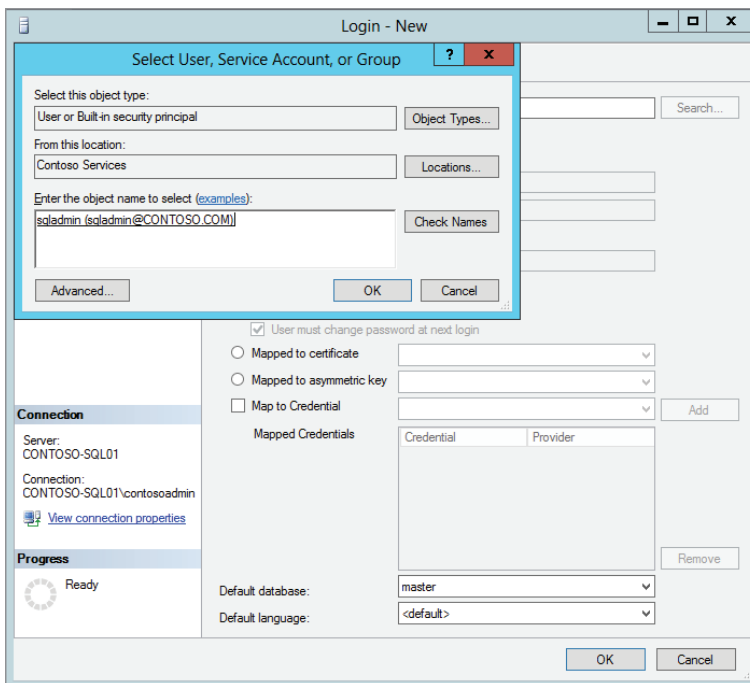 Login - New
Select User, Service Account, or Group
?
x
Select this object type:
User or Built-in security principal
Object Types...
From this location:
Contoso Services
Locations...
Enter the object name to select (examples):
sqladmin (sqladmin@CONTOSO.COM)
Check Names
Advanced...
OK
Cancel
Search...
User must change password at next login
Mapped to certificate
Mapped to asymmetric key
Map to Credential
Add
Mapped Credentials
Credential Provider
Remove
Connection
Server:
CONTOSO-SQL01
Connection:
CONTOSO-SQL01\contosoadmin
View connection properties
Progress
Ready
Default database:
master
Default language:
<default>
OK
Cancel